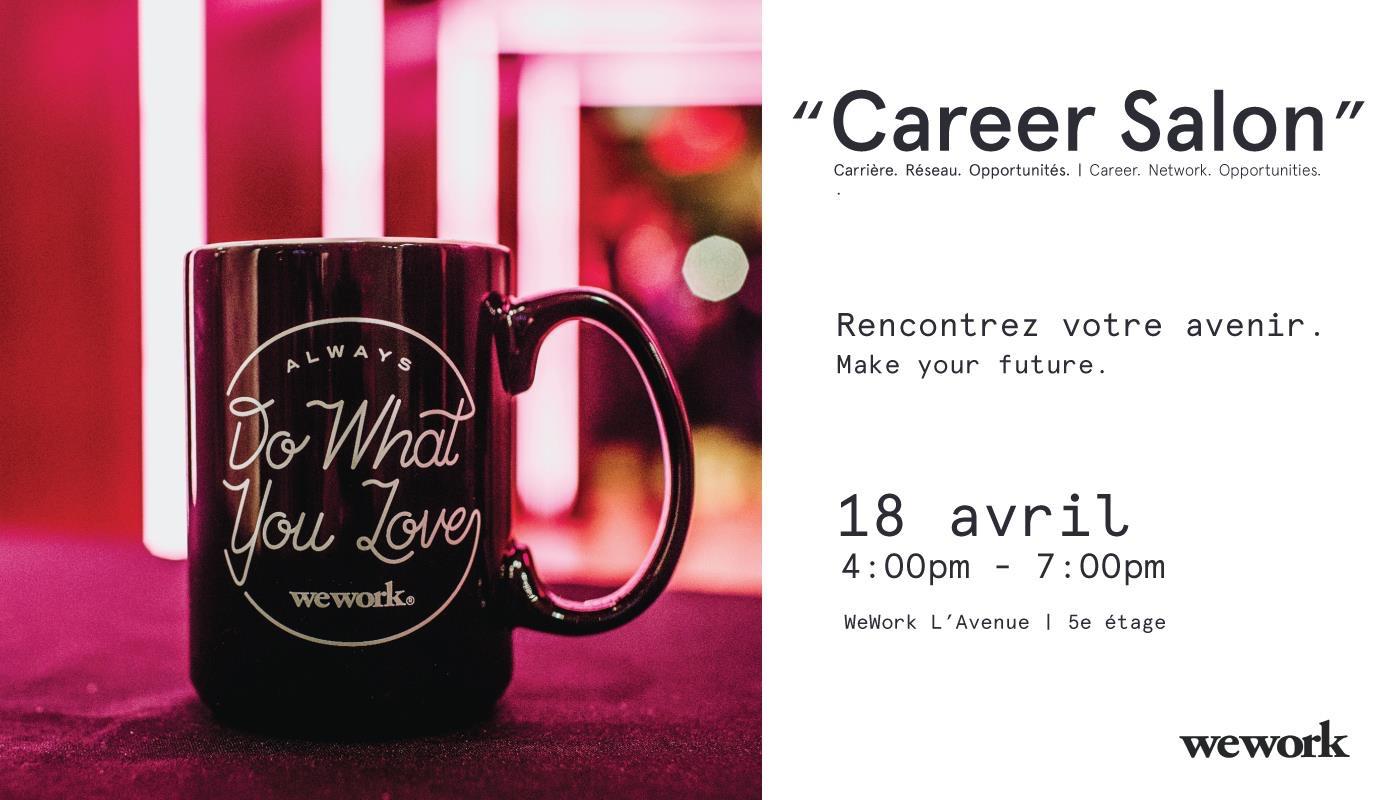 ALWAYS
Do What
You Love
wework®
“Career Salon”
Carrière. Réseau. Opportunités. | Career. Network. Opportunities.
.
Rencontrez votre avenir.
Make your future.
18 avril
4:00pm - 7:00pm
WeWork L’Avenue | 5e étage
wework